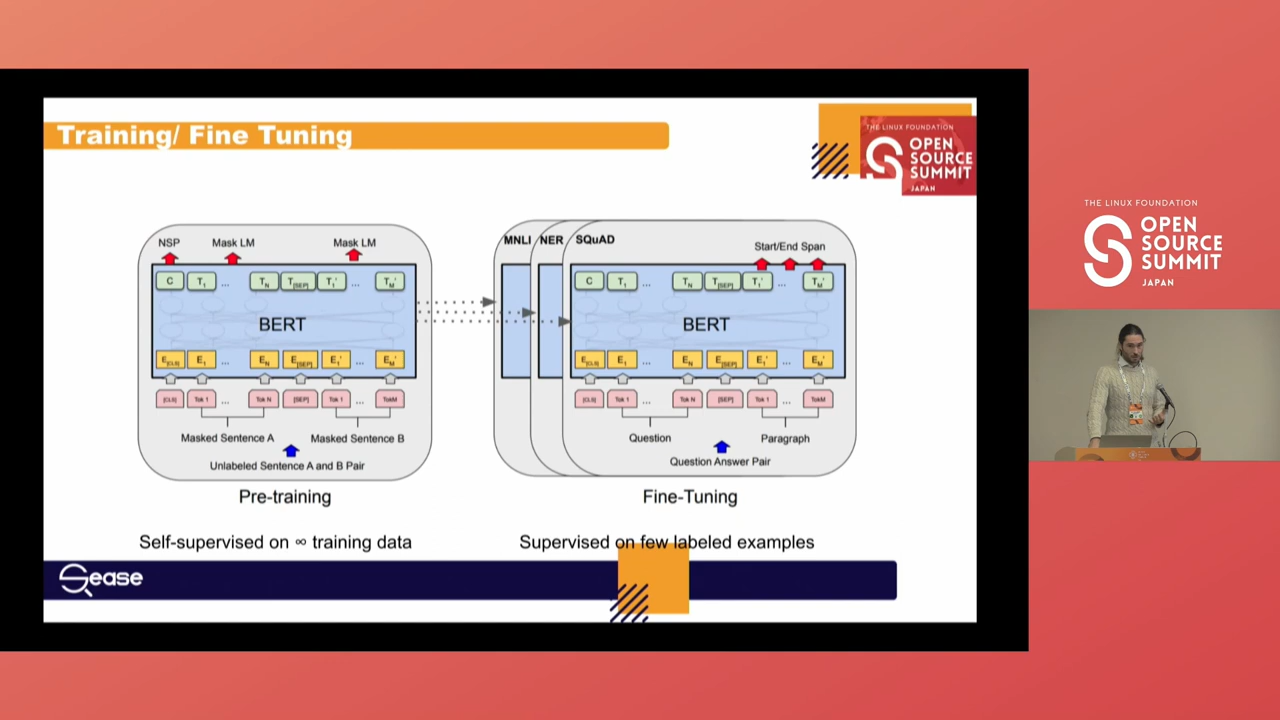 Training/ Fine Tuning
THE LINUX FOUNDATION
OPEN
SOURCE
SUMMIT
JAPAN
NSP
Mask LM
Mask LM
C
T1
...
TN
T[SEP]
T1'
...
TM'
BERT
E[CLS]
E1
...
EN
E[SEP]
E1'
...
EM'
[CLS]
Tok 1
...
Tok N
[SEP]
Tok 1
...
TokM
Masked Sentence A
Masked Sentence B
Unlabeled Sentence A and B Pair
Pre-training
Self-supervised on ∞ training data
MNLI
NER
SQuAD
Start/End Span
C
T1
...
TN
T[SEP]
T1'
...
TM'
BERT
E[CLS]
E1
...
EN
E[SEP]
E1'
...
EM'
[CLS]
Tok 1
...
Tok N
[SEP]
Tok 1
...
TokM
Question
Paragraph
Question Answer Pair
Fine-Tuning
Supervised on few labeled examples
Sease
THE LINUX FOUNDATION
OPEN
SOURCE
SUMMIT
JAPAN